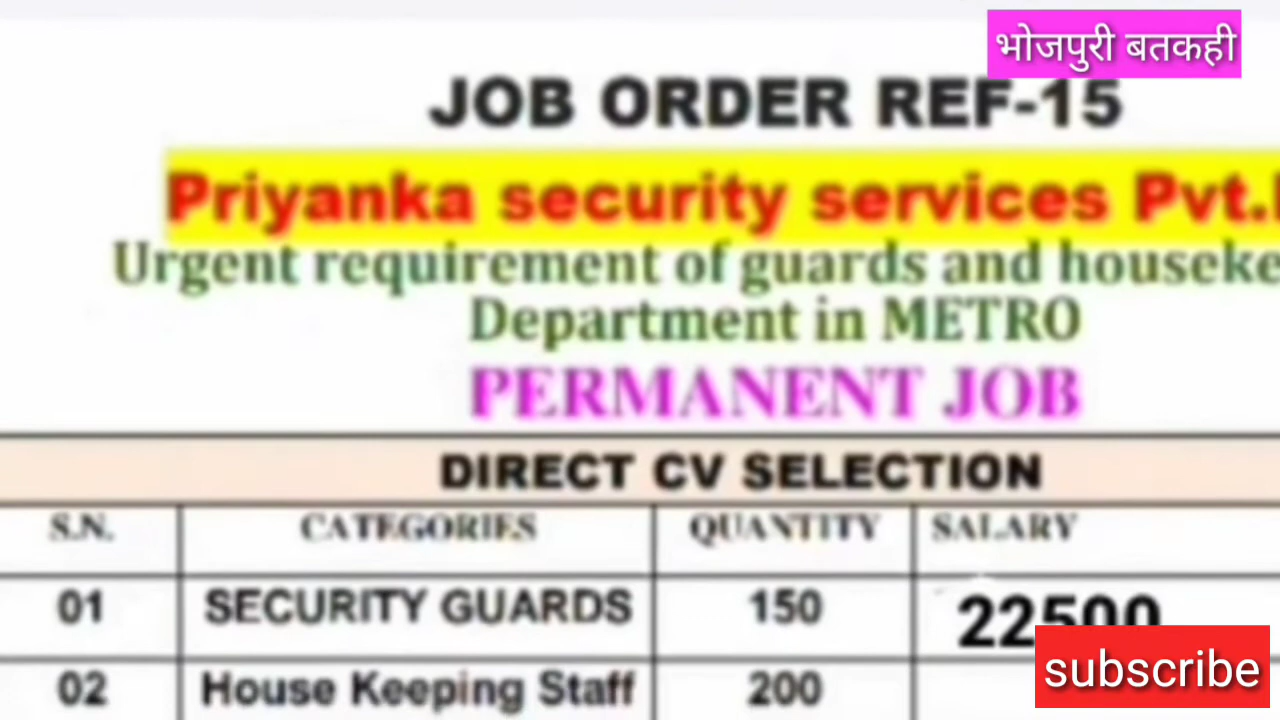 भोजपुरी बतकही
JOB ORDER REF-15
Priyanka security services Pvt.
Urgent requirement of guards and houseke
Department in METRO
PERMANENT JOB
DIRECT CV SELECTION
S.N. CATEGORIES QUANTITY SALARY
01 SECURITY GUARDS 150 22500
02 House Keeping Staff 200
subscribe